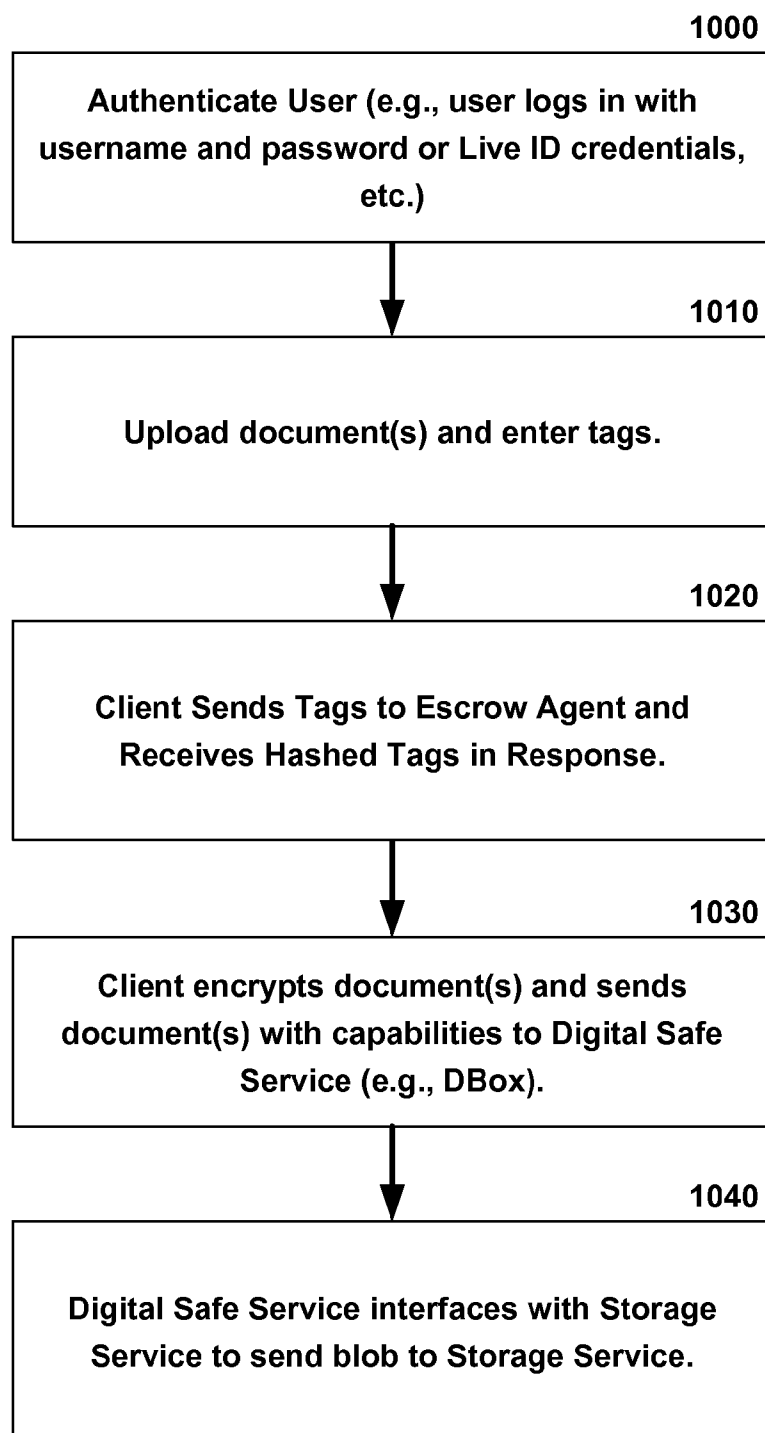 1000
Authenticate User (e.g., user logs in with
username and password or Live ID credentials,
etc.)
1010
Upload document(s) and enter tags.
1020
Client Sends Tags to Escrow Agent and
Receives Hashed Tags in Response.
1030
Client encrypts document(s) and sends
document(s) with capabilities to Digital Safe
Service (e.g., DBox).
1040
Digital Safe Service interfaces with Storage
Service to send blob to Storage Service.